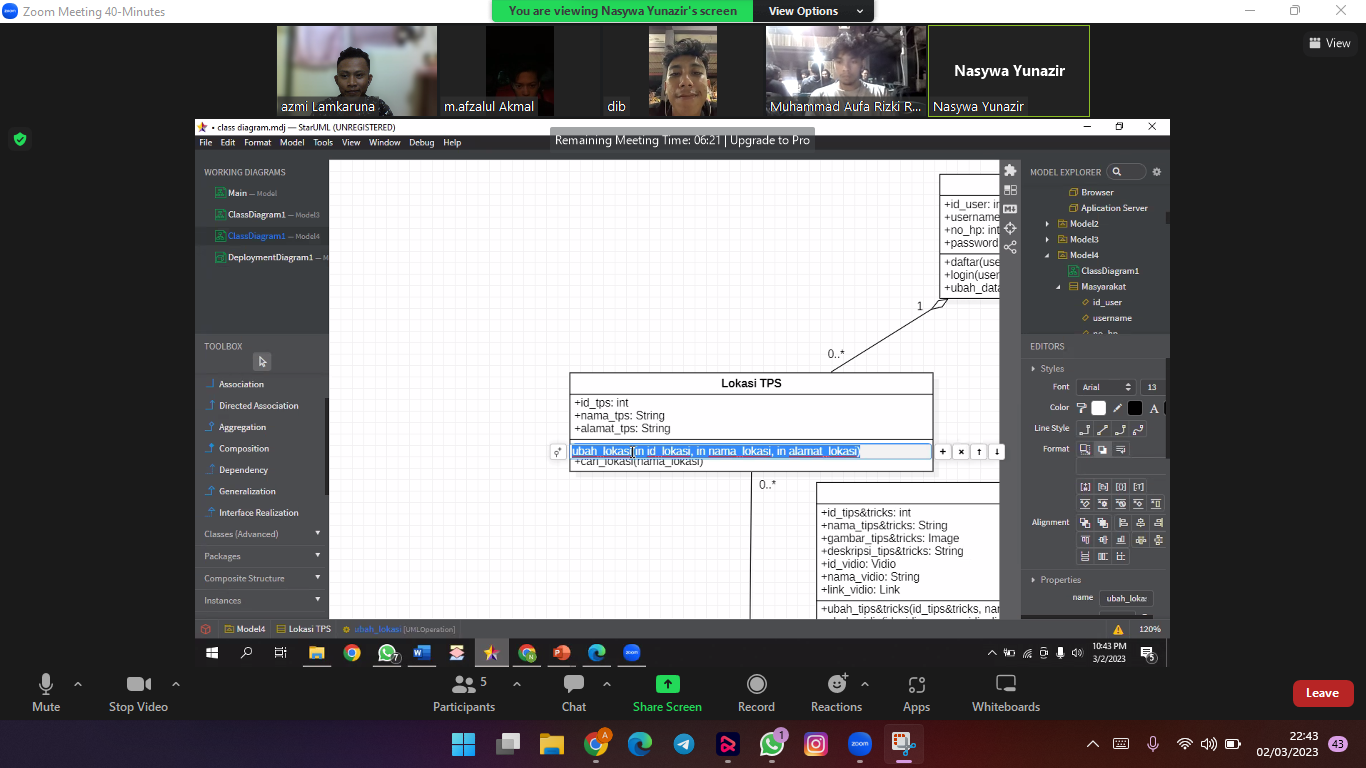 Zoom Meeting 40-Minutes
You are viewing Nasywa Yunazir's screen
View Options
View
azmi Lamkaruna
m.afzalul Akmal
dib
Muhammad Aufa Rizki R...
Nasywa Yunazir
Nasywa Yunazir
• class diagram.mdj — StarUML (UNREGISTERED)
File Edit Format Model Tools View Window Debug Help
Remaining Meeting Time: 06:21 | Upgrade to Pro
WORKING DIAGRAMS
Main — Model
ClassDiagram1 — Model3
ClassDiagram1 — Model4
DeploymentDiagram1 — M
TOOLBOX
Association
Directed Association
Aggregation
Composition
Dependency
Generalization
Interface Realization
Classes (Advanced)
Packages
Composite Structure
Instances
+id_user: in
+username
+no_hp: int
+password
+daftar(use
+login(user
+ubah_data
1
0..*
Lokasi TPS
+id_tps: int
+nama_tps: String
+alamat_tps: String
ubah_lokasi(in id_lokasi, in nama_lokasi, in alamat_lokasi)
+cari_lokasi(nama_lokasi)
0..*
+id_tips&tricks: int
+nama_tips&tricks: String
+gambar_tips&tricks: Image
+deskripsi_tips&tricks: String
+id_vidio: Vidio
+nama_vidio: String
+link_vidio: Link
+ubah_tips&tricks(id_tips&tricks, nar
MODEL EXPLORER
Browser
Aplication Server
Model2
Model3
Model4
ClassDiagram1
Masyarakat
id_user
username
no_hp
EDITORS
Styles
Font Arial 13
Color A
Line Style
Format
Alignment
Properties
name ubah_loka:
Model4 Lokasi TPS ubah_lokasi [UMLOperation]
120%
7
10:43 PM
3/2/2023
5
Mute
Stop Video
Participants 5
Chat
Share Screen
Record
Reactions
Apps
Whiteboards
Leave
A
zoom
1
22:43
02/03/2023
43